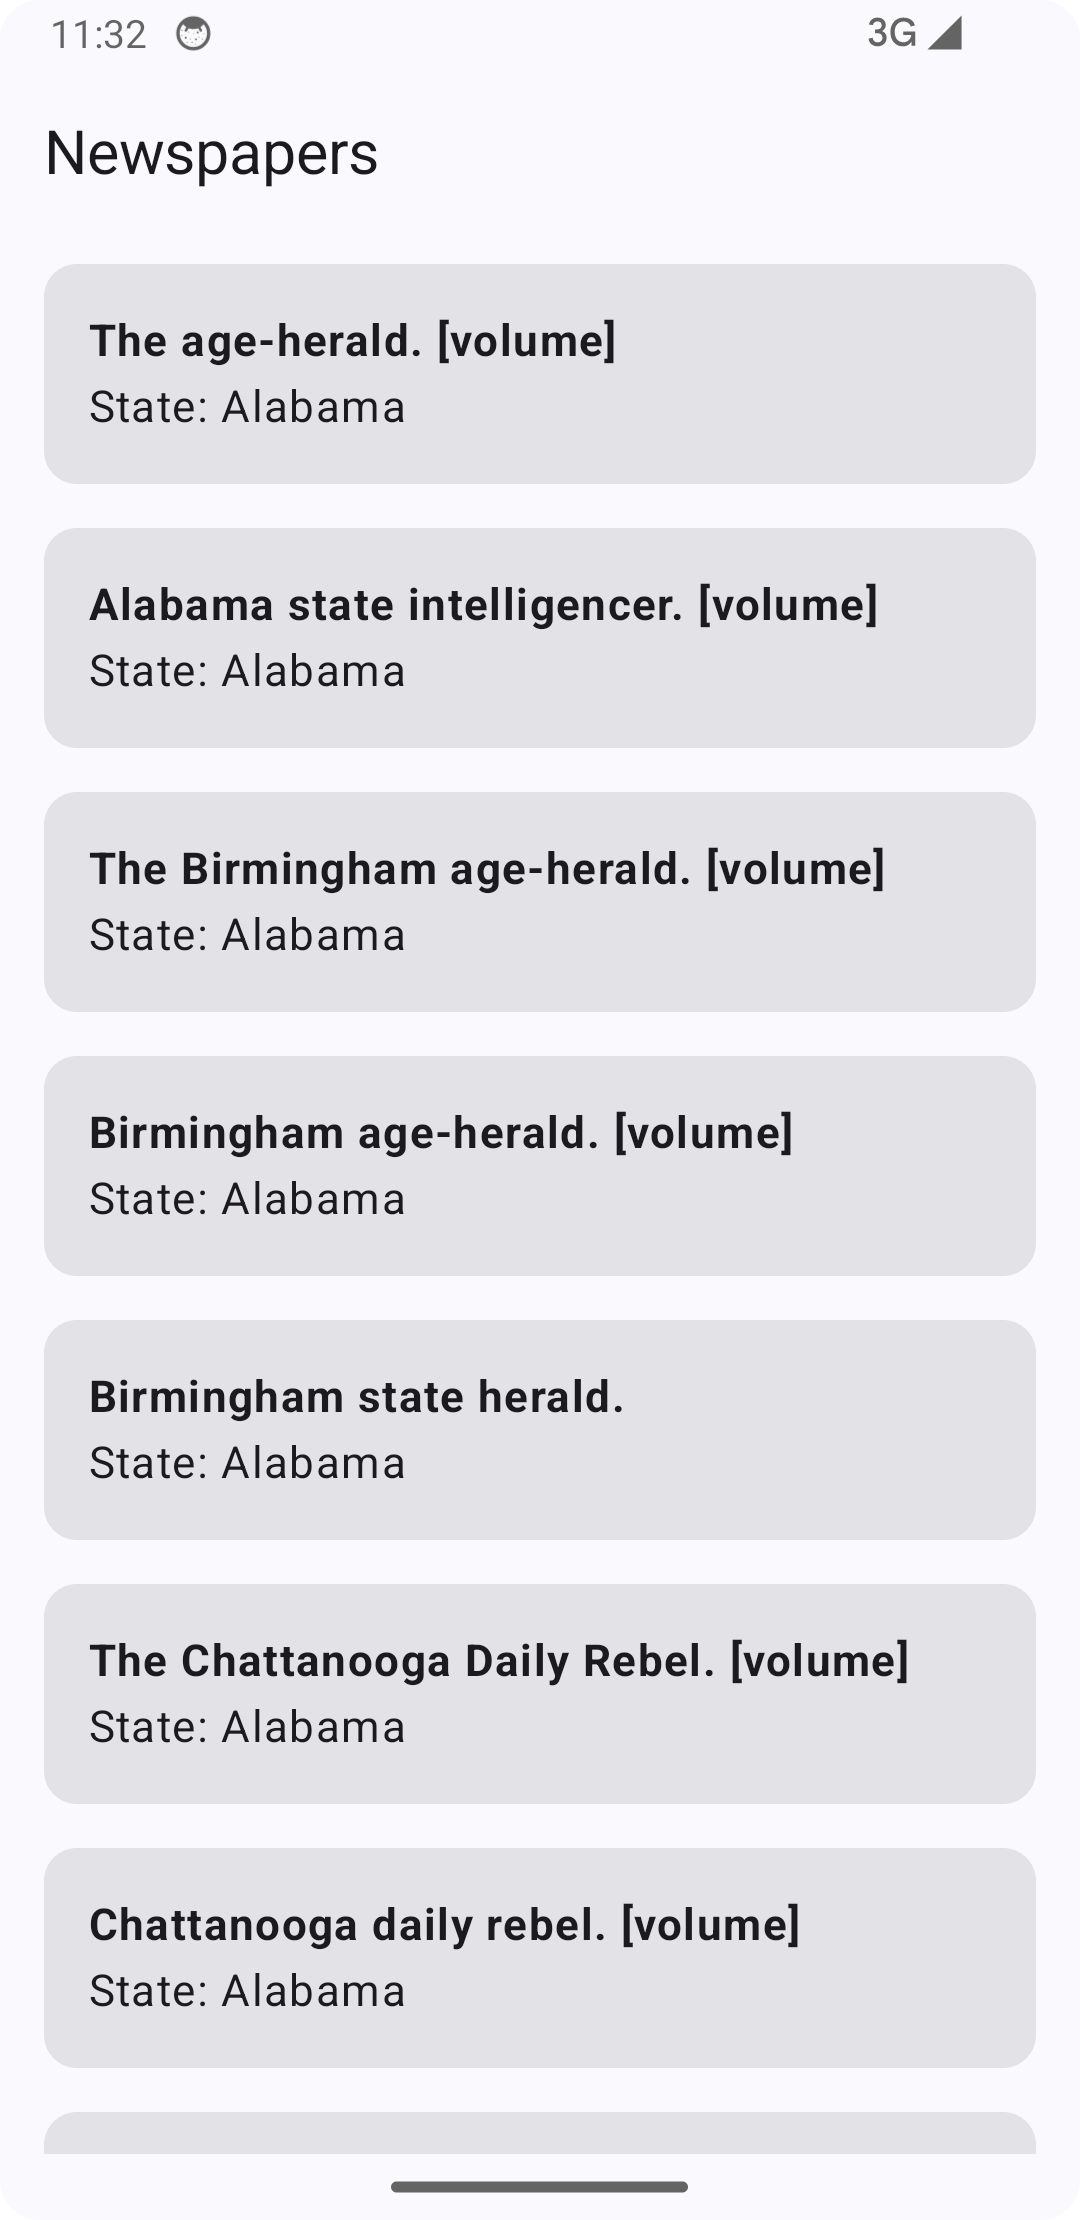 11:32
3G
Newspapers
The age-herald. [volume]
State: Alabama
Alabama state intelligencer. [volume]
State: Alabama
The Birmingham age-herald. [volume]
State: Alabama
Birmingham age-herald. [volume]
State: Alabama
Birmingham state herald.
State: Alabama
The Chattanooga Daily Rebel. [volume]
State: Alabama
Chattanooga daily rebel. [volume]
State: Alabama